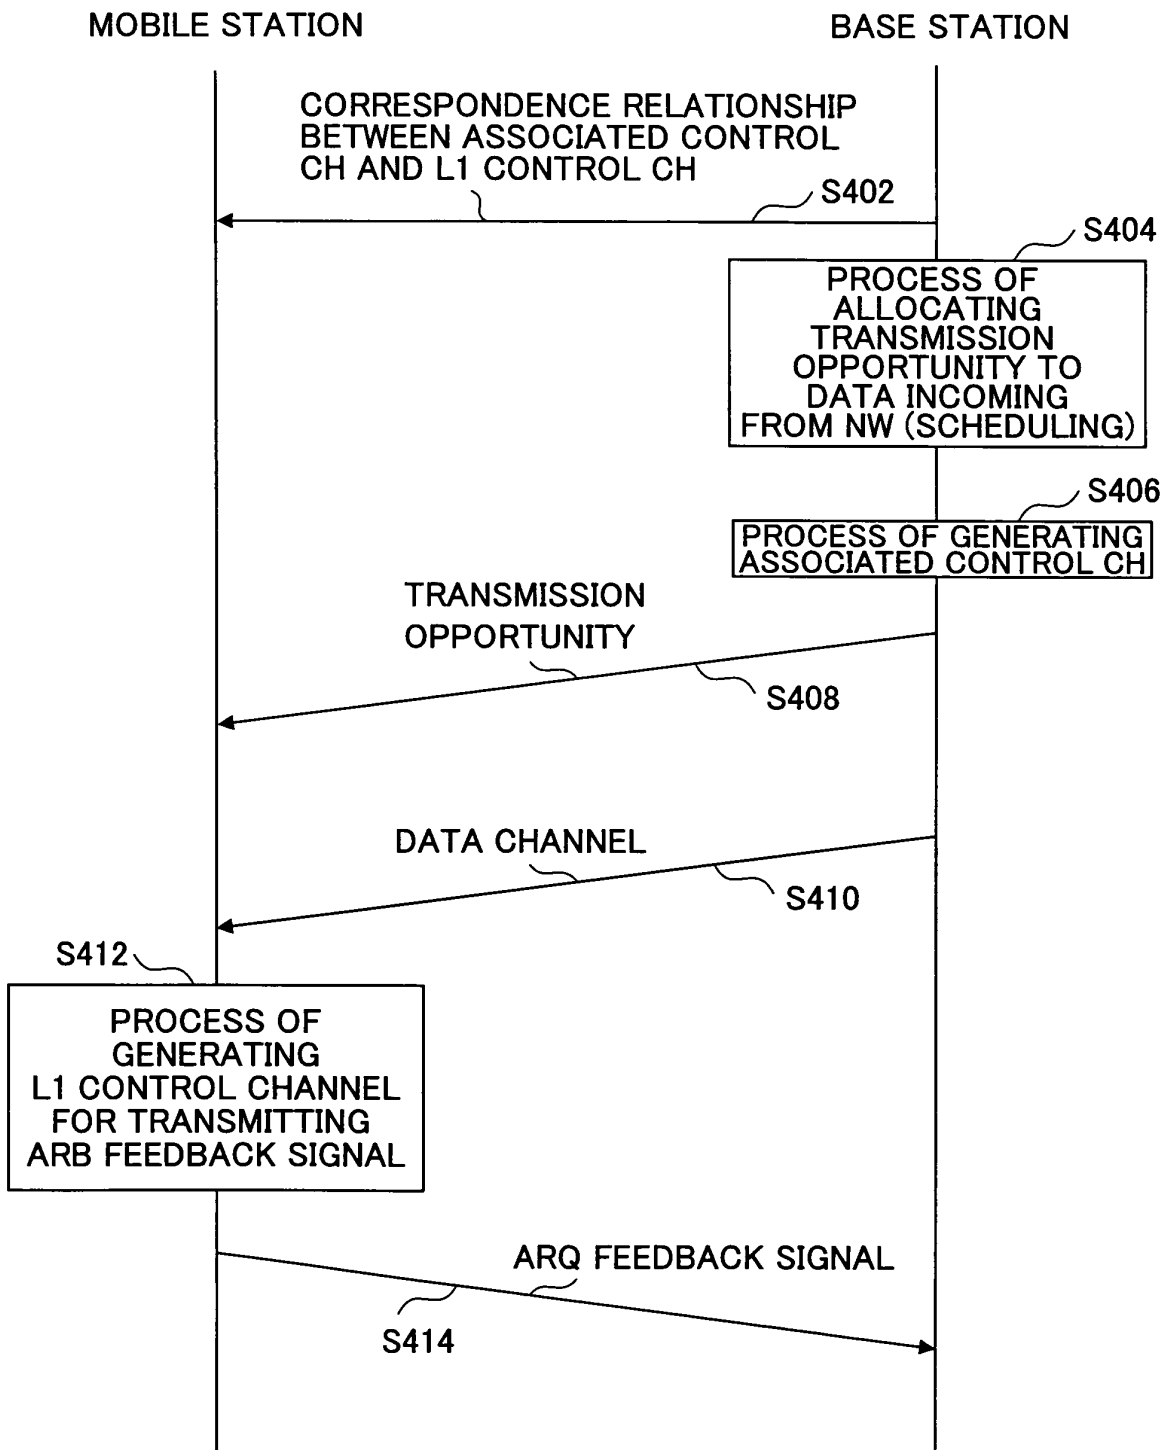 MOBILE STATION
BASE STATION
CORRESPONDENCE RELATIONSHIP
BETWEEN ASSOCIATED CONTROL
CH AND L1 CONTROL CH
S402
S404
PROCESS OF
ALLOCATING
TRANSMISSION
OPPORTUNITY TO
DATA INCOMING
FROM NW (SCHEDULING)
S406
PROCESS OF GENERATING
ASSOCIATED CONTROL CH
TRANSMISSION
OPPORTUNITY
S408
DATA CHANNEL
S410
S412
PROCESS OF
GENERATING
L1 CONTROL CHANNEL
FOR TRANSMITTING
ARB FEEDBACK SIGNAL
ARQ FEEDBACK SIGNAL
S414